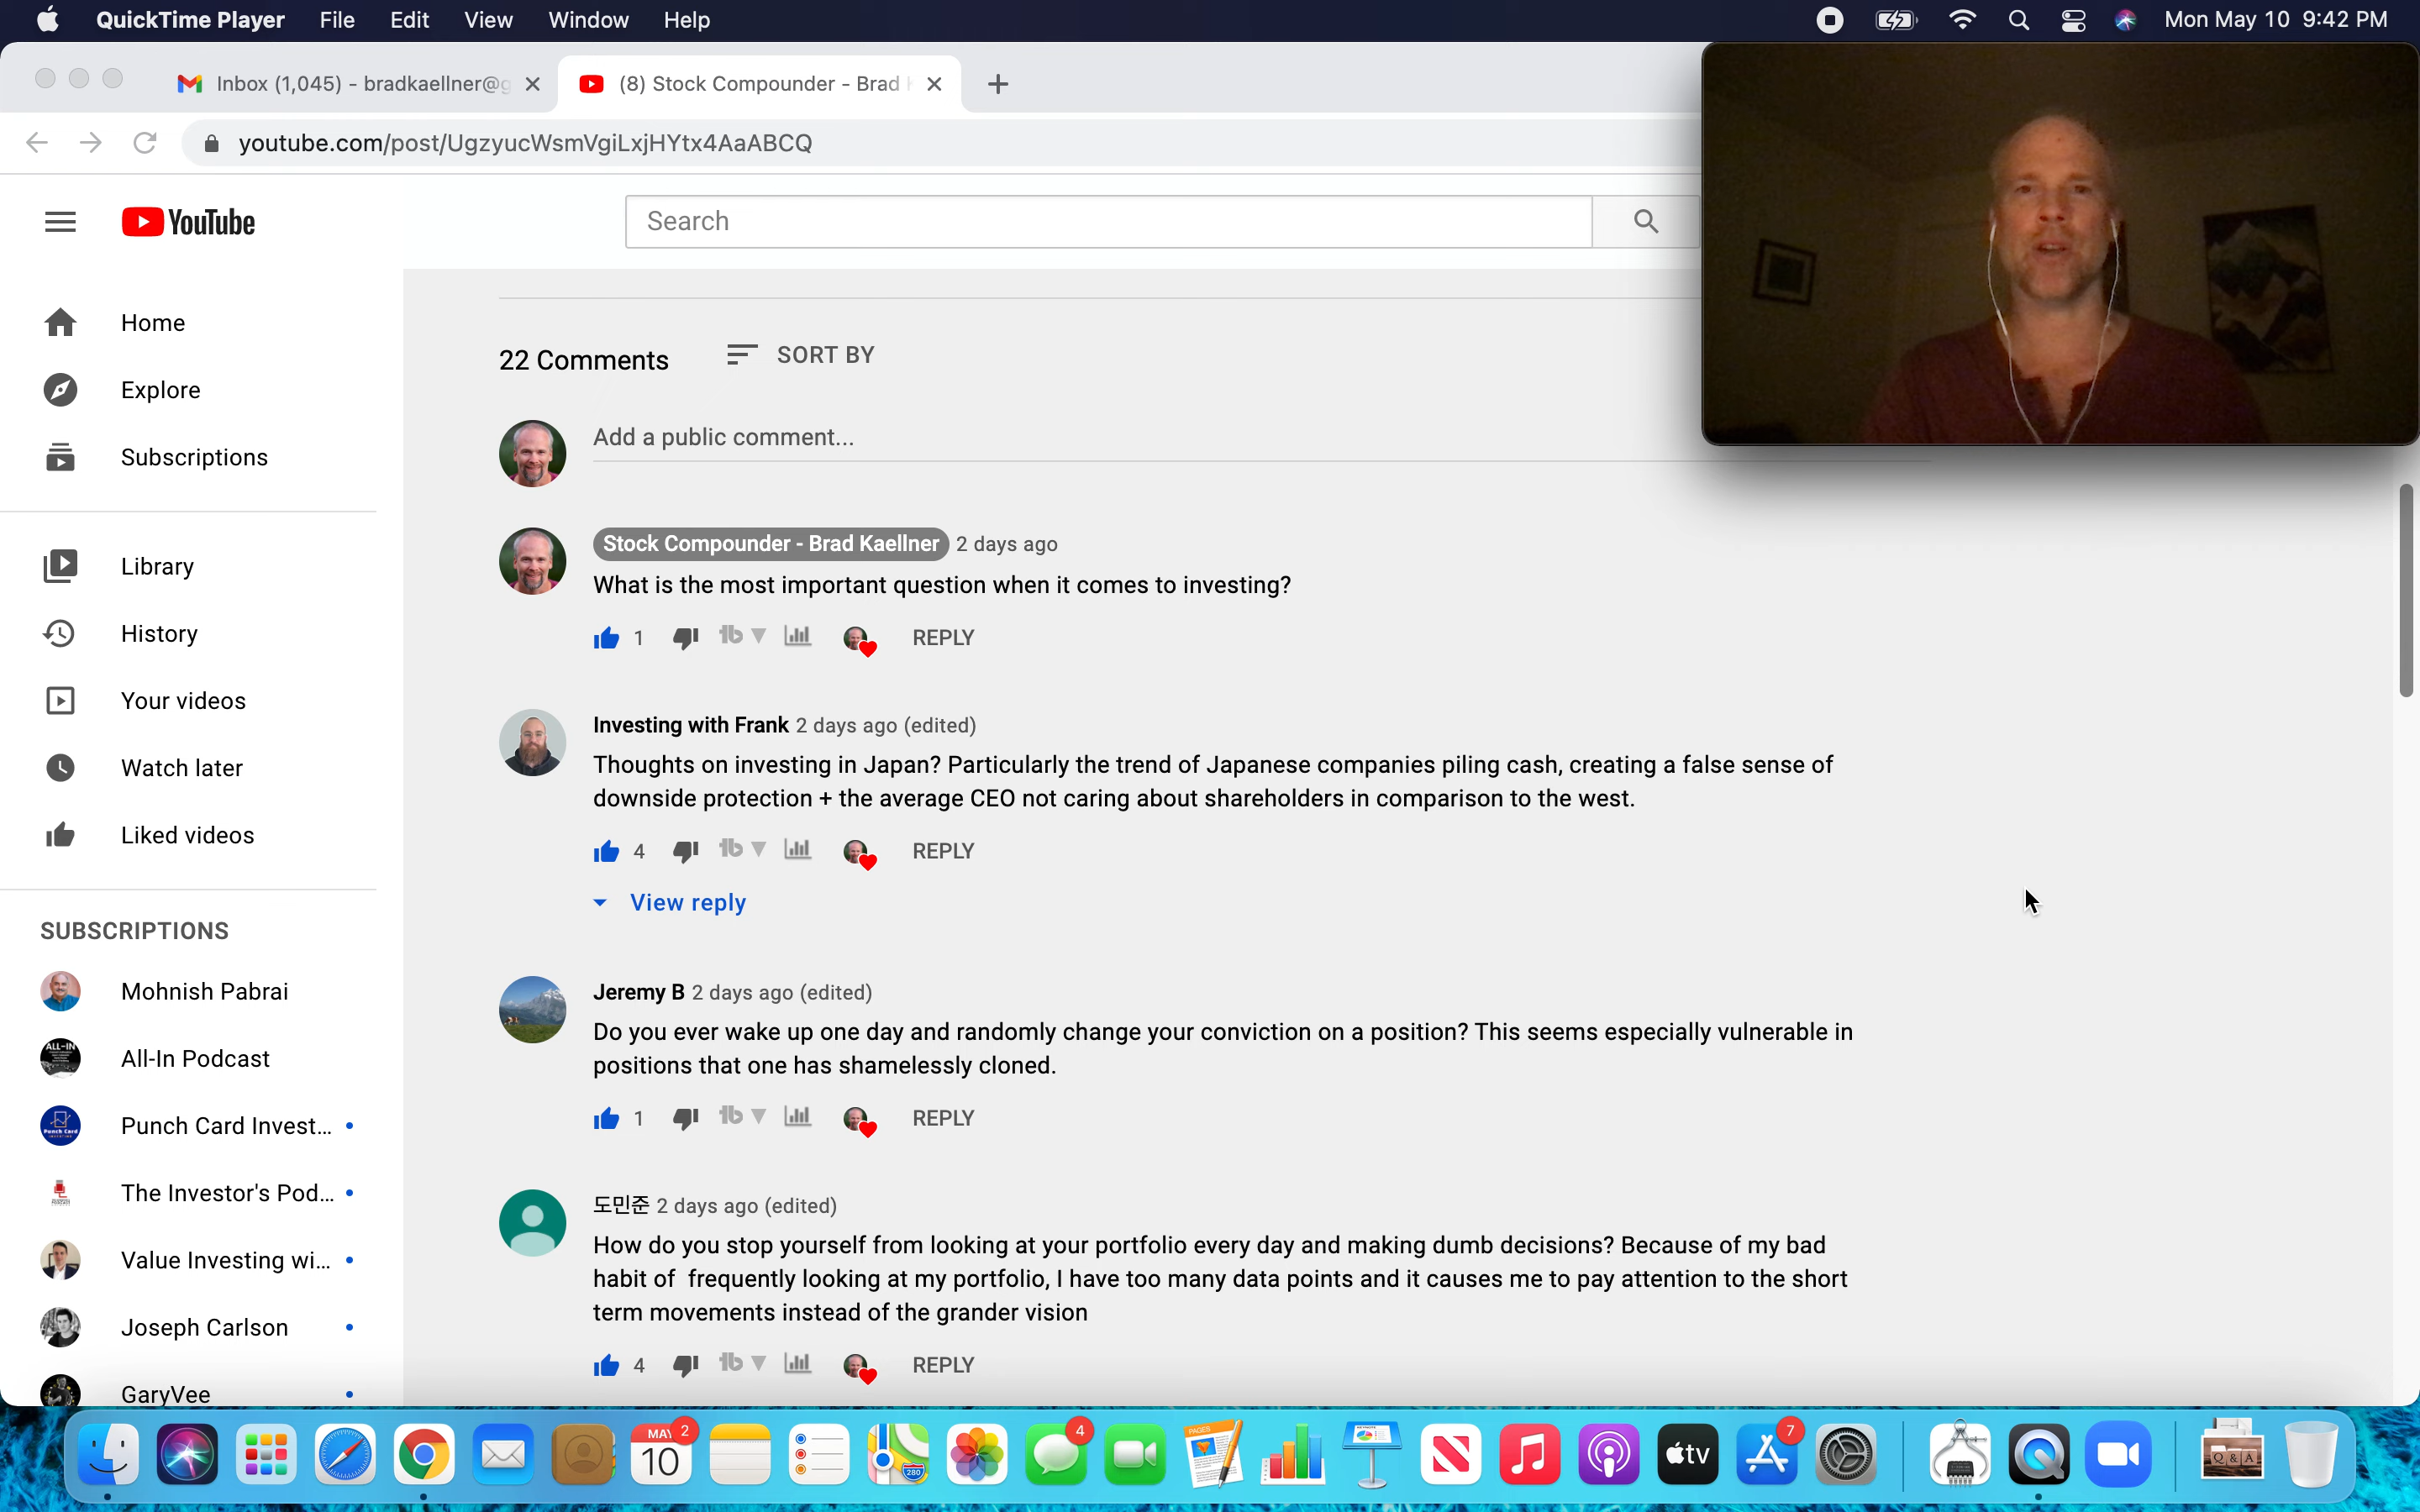 QuickTime Player File Edit View Window Help Mon May 10 9:42 PM
Inbox (1,045) - bradkaellner@g
(8) Stock Compounder - Brad
youtube.com/post/UgzyucWsmVgiLxjHYtx4AaABCQ
YouTube
Search
Home
Explore
Subscriptions
Library
History
Your videos
Watch later
Liked videos
SUBSCRIPTIONS
Mohnish Pabrai
ALL-IN
All-In Podcast
Punch Card
Punch Card Invest...
The Investor's Pod...
Value Investing wi...
Joseph Carlson
GaryVee
22 Comments SORT BY
Add a public comment...
Stock Compounder - Brad Kaellner 2 days ago
What is the most important question when it comes to investing?
1 REPLY
Investing with Frank 2 days ago (edited)
Thoughts on investing in Japan? Particularly the trend of Japanese companies piling cash, creating a false sense of
downside protection + the average CEO not caring about shareholders in comparison to the west.
4 REPLY
View reply
Jeremy B 2 days ago (edited)
Do you ever wake up one day and randomly change your conviction on a position? This seems especially vulnerable in
positions that one has shamelessly cloned.
1 REPLY
도민준 2 days ago (edited)
How do you stop yourself from looking at your portfolio every day and making dumb decisions? Because of my bad
habit of frequently looking at my portfolio, I have too many data points and it causes me to pay attention to the short
term movements instead of the grander vision
4 REPLY
MAY 2
10
280
4
PAGES
tv
7
Q&A